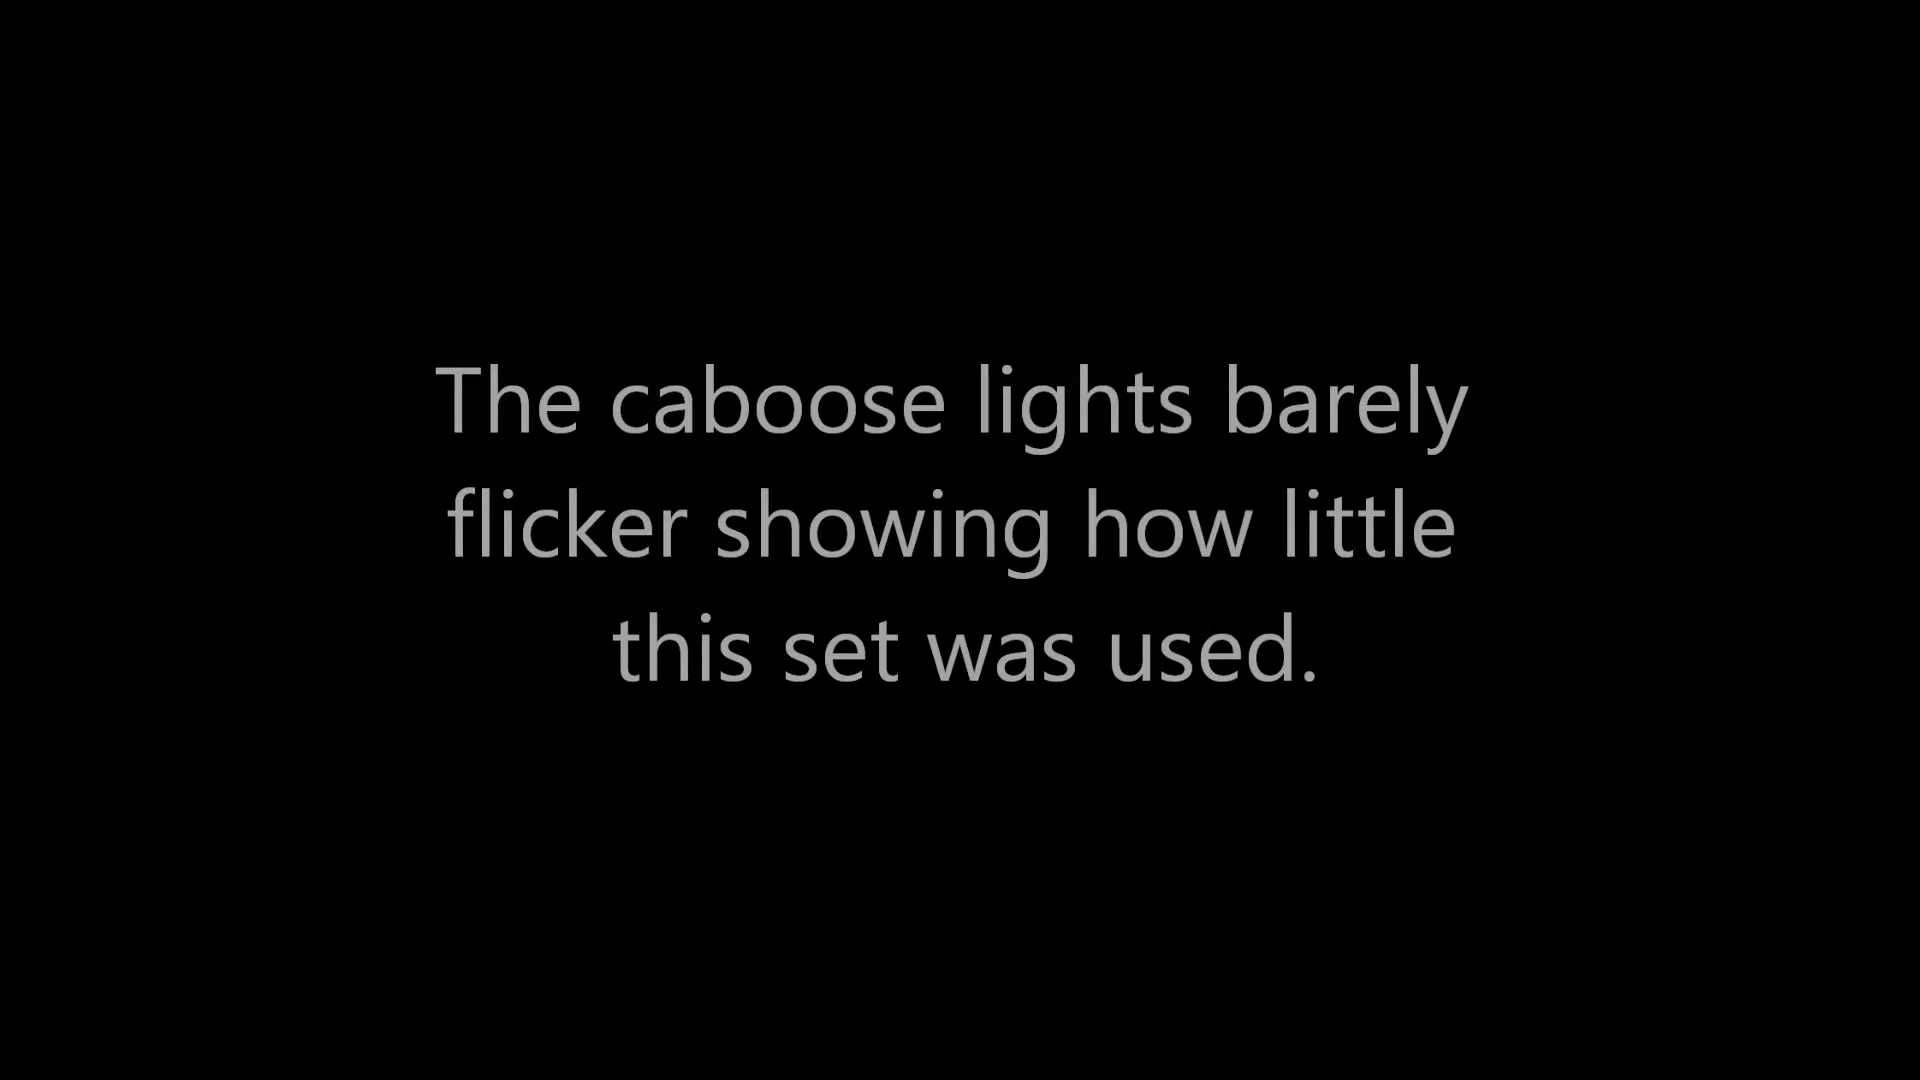 The caboose lights barely
flicker showing how little
this set was used.